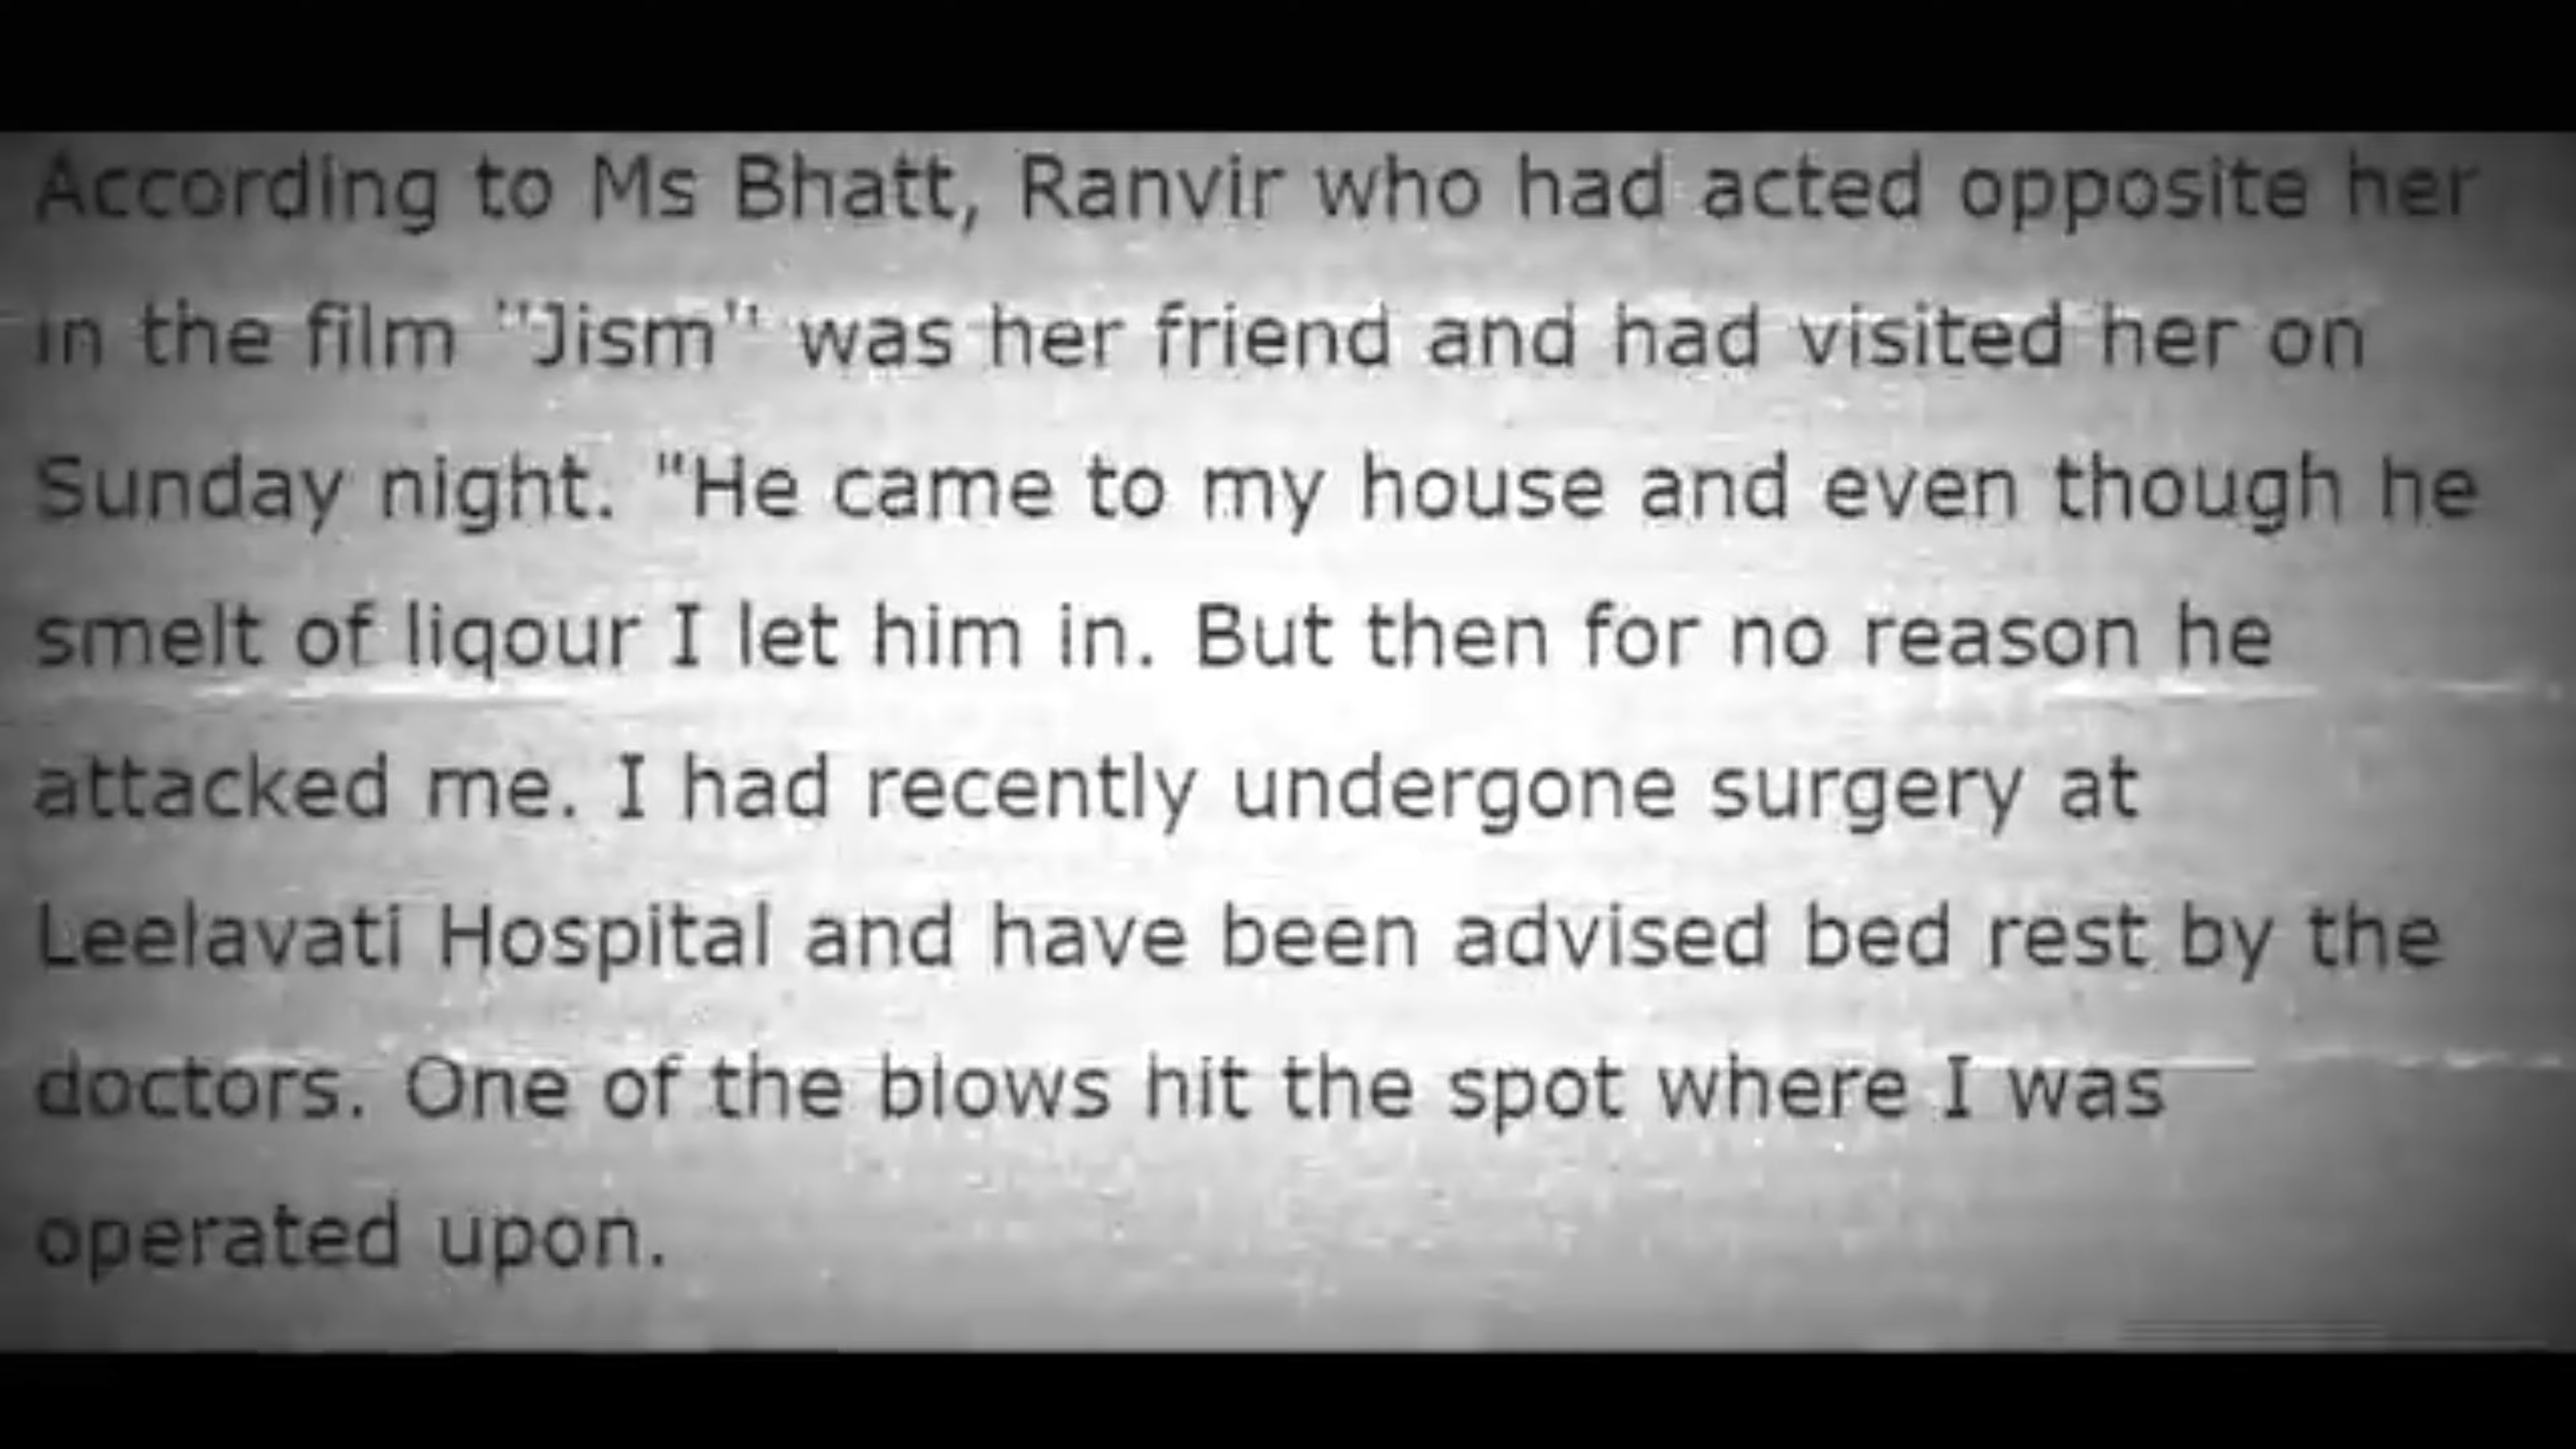 According to Ms Bhatt, Ranvir who had acted opposite her
in the film "Jism" was her friend and had visited her on
Sunday night. "He came to my house and even though he
smelt of liqour I let him in. But then for no reason he
attacked me. I had recently undergone surgery at
Leelavati Hospital and have been advised bed rest by the
doctors. One of the blows hit the spot where I was
operated upon.